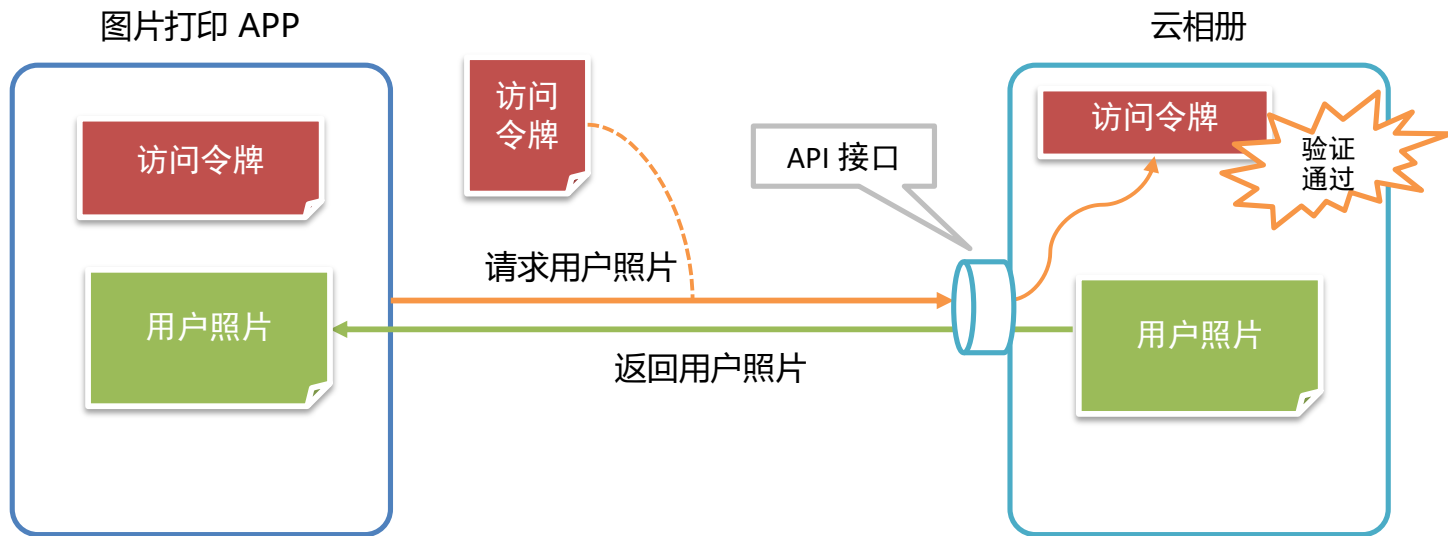 图片打印 APP
云相册
访问令牌
访问
令牌
API 接口
访问令牌
验证
通过
请求用户照片
用户照片
用户照片
返回用户照片